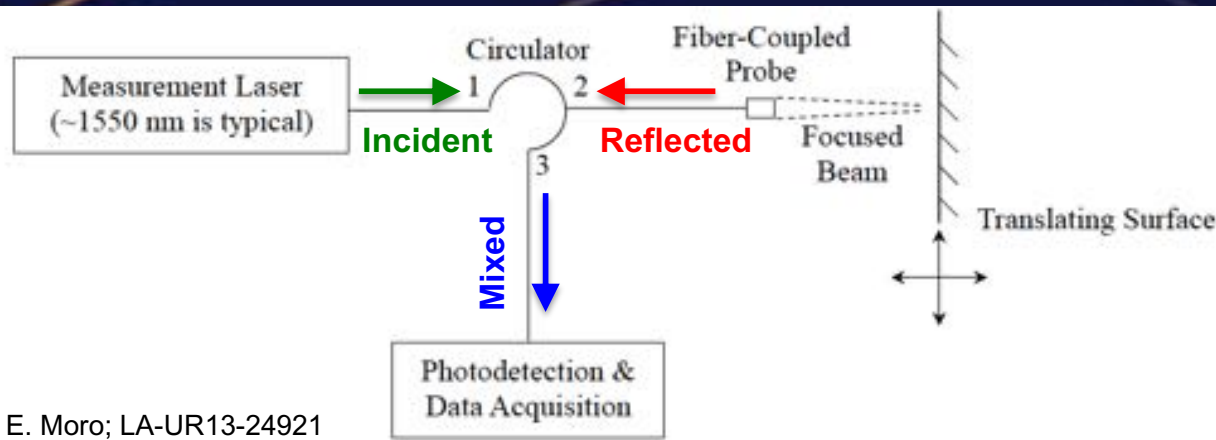 Circulator
Fiber-Coupled
Probe
Measurement Laser
(~1550 nm is typical)
1
2
3
Incident
Reflected
Focused
Beam
Translating Surface
Mixed
Photodetection &
Data Acquisition
E. Moro; LA-UR13-24921